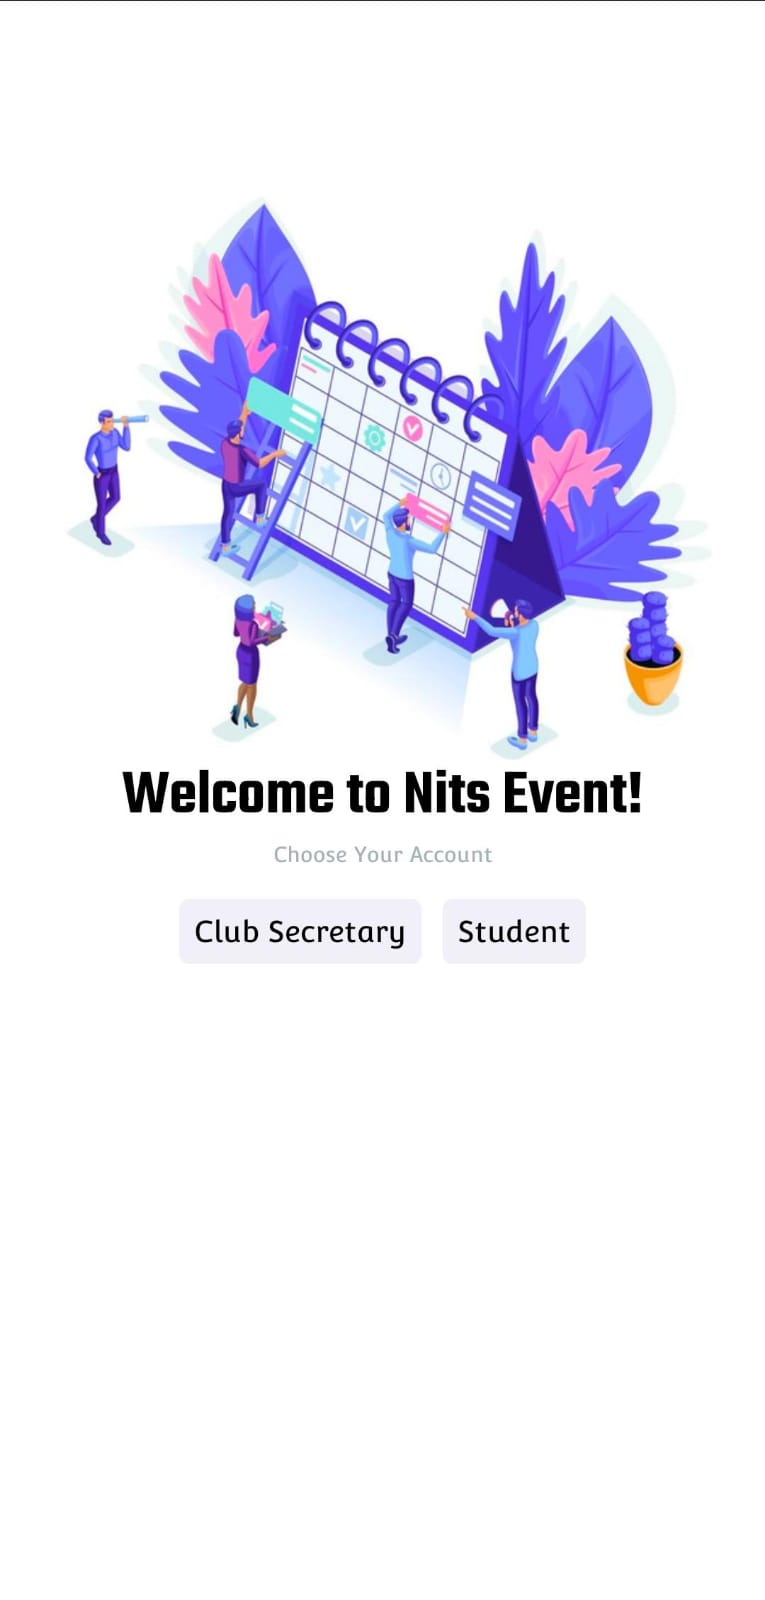 Welcome to Nits Event!
Choose Your Account
Club Secretary
Student